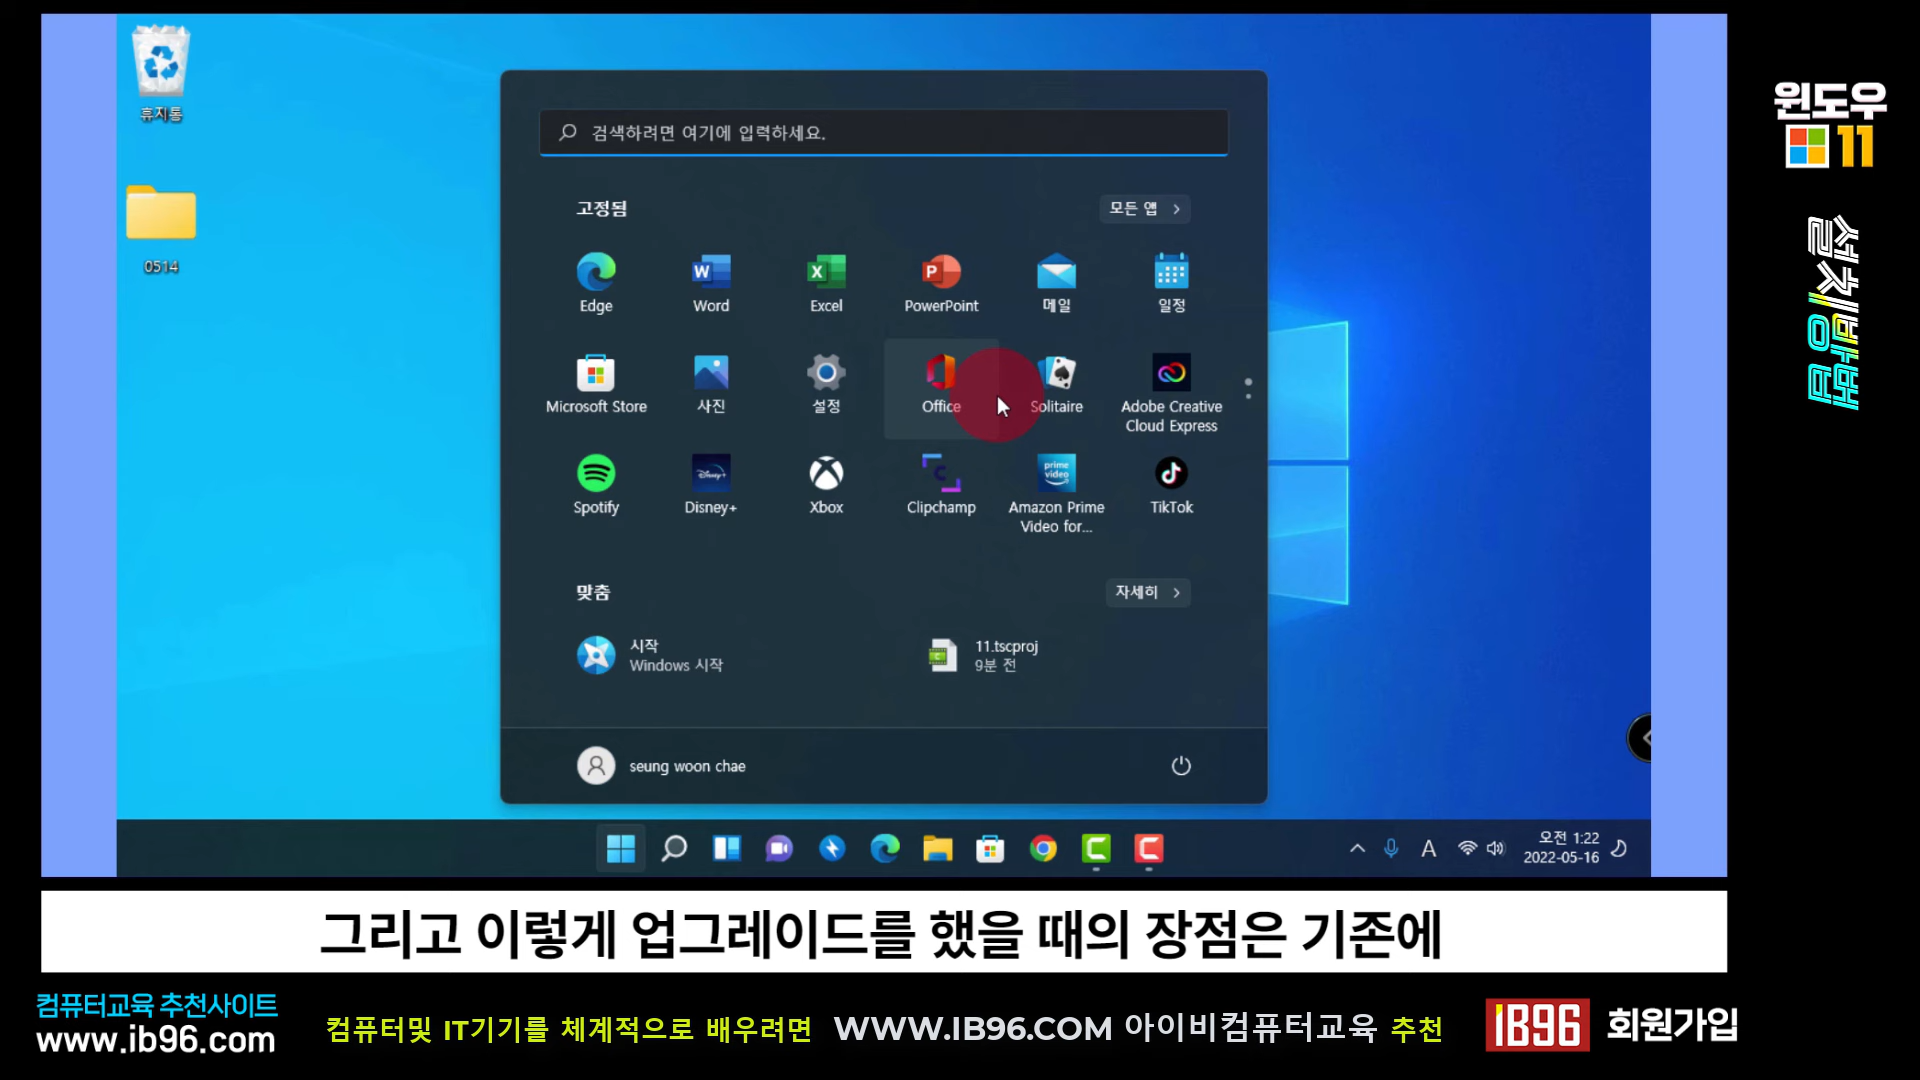 휴지통
0514
검색하려면 여기에 입력하세요.
고정됨
모든 앱
Edge
Word
Excel
PowerPoint
메일
일정
Microsoft Store
사진
설정
Office
Solitaire
Adobe Creative
Cloud Express
Spotify
Disney+
Xbox
Clipchamp
prime
video
Amazon Prime
Video for...
TikTok
맞춤
자세히
시작
Windows 시작
11.tscproj
9분 전
seung woon chae
A
오전 1:22
2022-05-16
윈도우
11
설치방법
그리고 이렇게 업그레이드를 했을 때의 장점은 기존에
컴퓨터교육 추천사이트
www.ib96.com
컴퓨터및 IT기기를 체계적으로 배우려면 WWW.IB96.COM 아이비컴퓨터교육 추천
IB96 회원가입